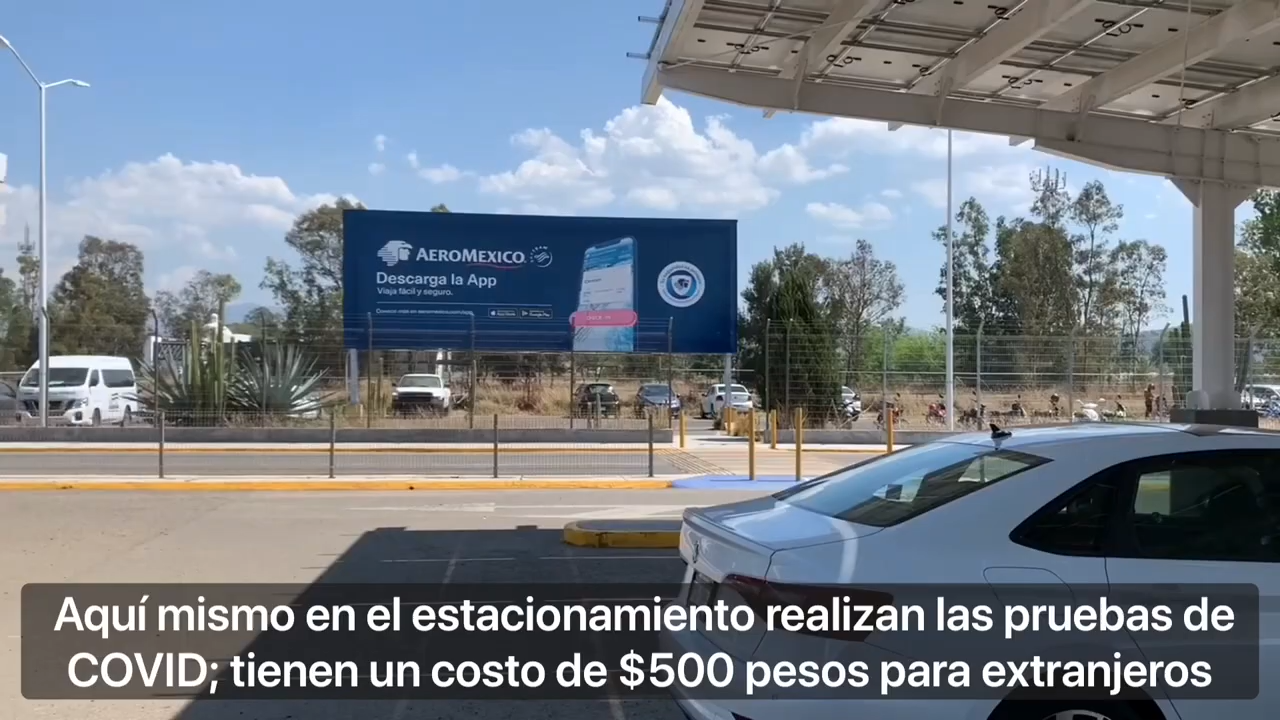 AEROMEXICO
Descarga la App
Viaja fácil y seguro.
Aquí mismo en el estacionamiento realizan las pruebas de
COVID; tienen un costo de $500 pesos para extranjeros